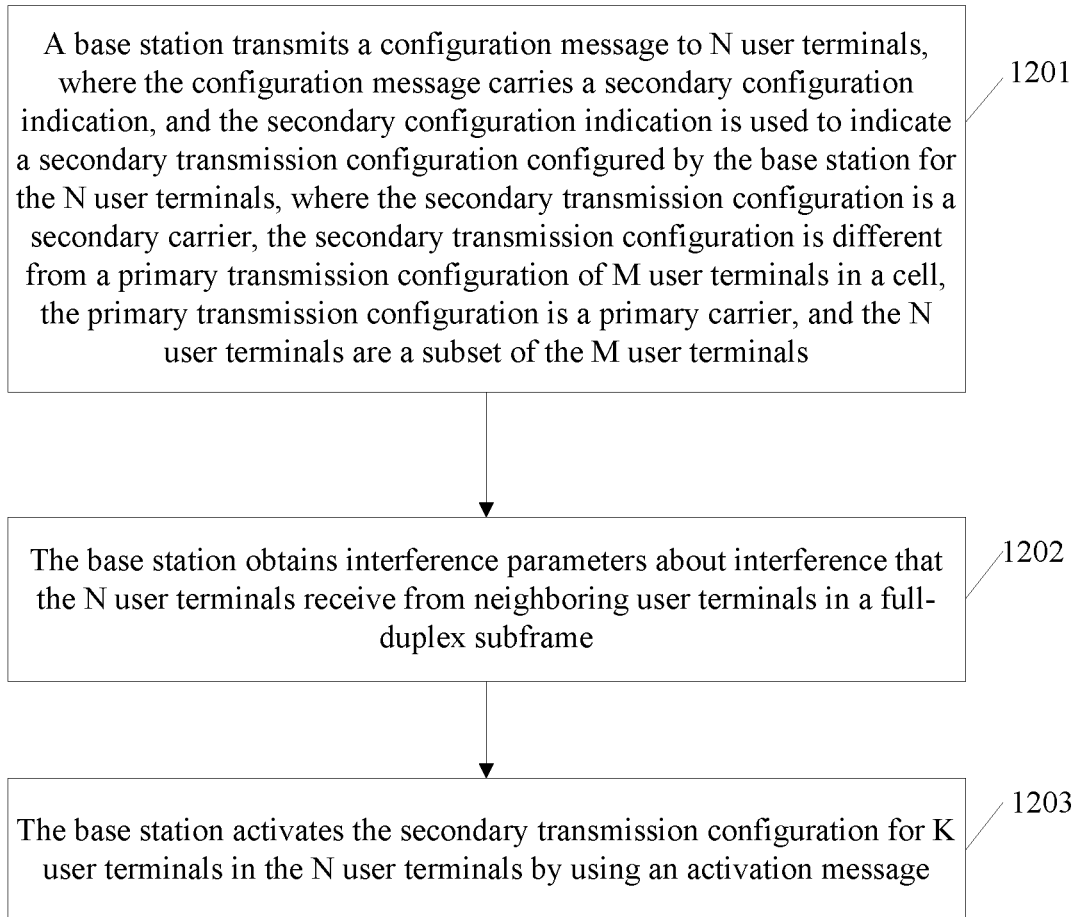 A base station transmits a configuration message to N user terminals,
where the configuration message carries a secondary configuration
indication, and the secondary configuration indication is used to indicate
a secondary transmission configuration configured by the base station for
the N user terminals, where the secondary transmission configuration is a
secondary carrier, the secondary transmission configuration is different
from a primary transmission configuration of M user terminals in a cell,
the primary transmission configuration is a primary carrier, and the N
user terminals are a subset of the M user terminals
1201
The base station obtains interference parameters about interference that
the N user terminals receive from neighboring user terminals in a full-
duplex subframe
1202
The base station activates the secondary transmission configuration for K
user terminals in the N user terminals by using an activation message
1203